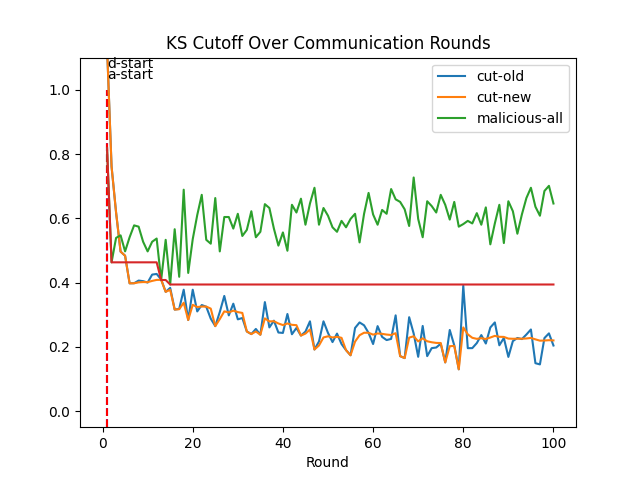 KS Cutoff Over Communication Rounds
d-start
a-start
cut-old
cut-new
malicious-all
1.0
0.8
0.6
0.4
0.2
0.0
0 20 40 60 80 100
Round